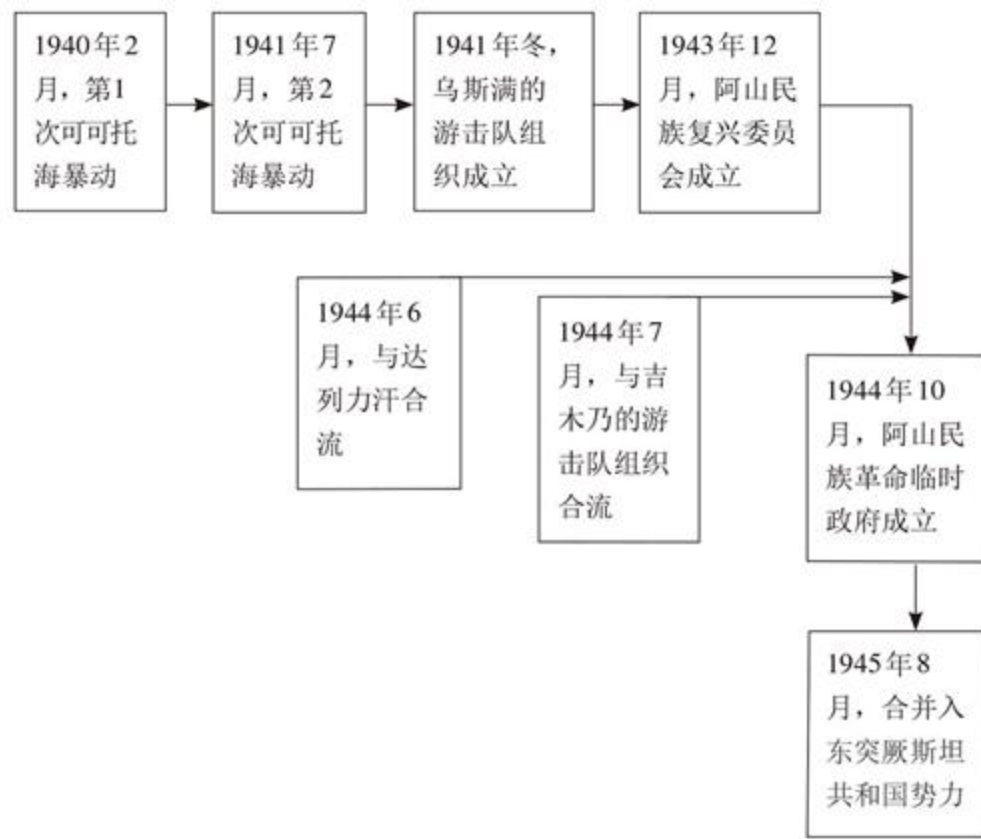 1940年2
月，第1
次可可托
海暴动
1941年7
月，第2
次可可托
海暴动
1941年冬，
乌斯满的
游击队组
织成立
1943年12
月，阿山民
族复兴委员
会成立
1944年6
月，与达
列力汗合
流
1944年7
月，与吉
木乃的游
击队组织
合流
1944年10
月，阿山民
族革命临时
政府成立
1945年8
月，合并入
东突厥斯坦
共和国势力